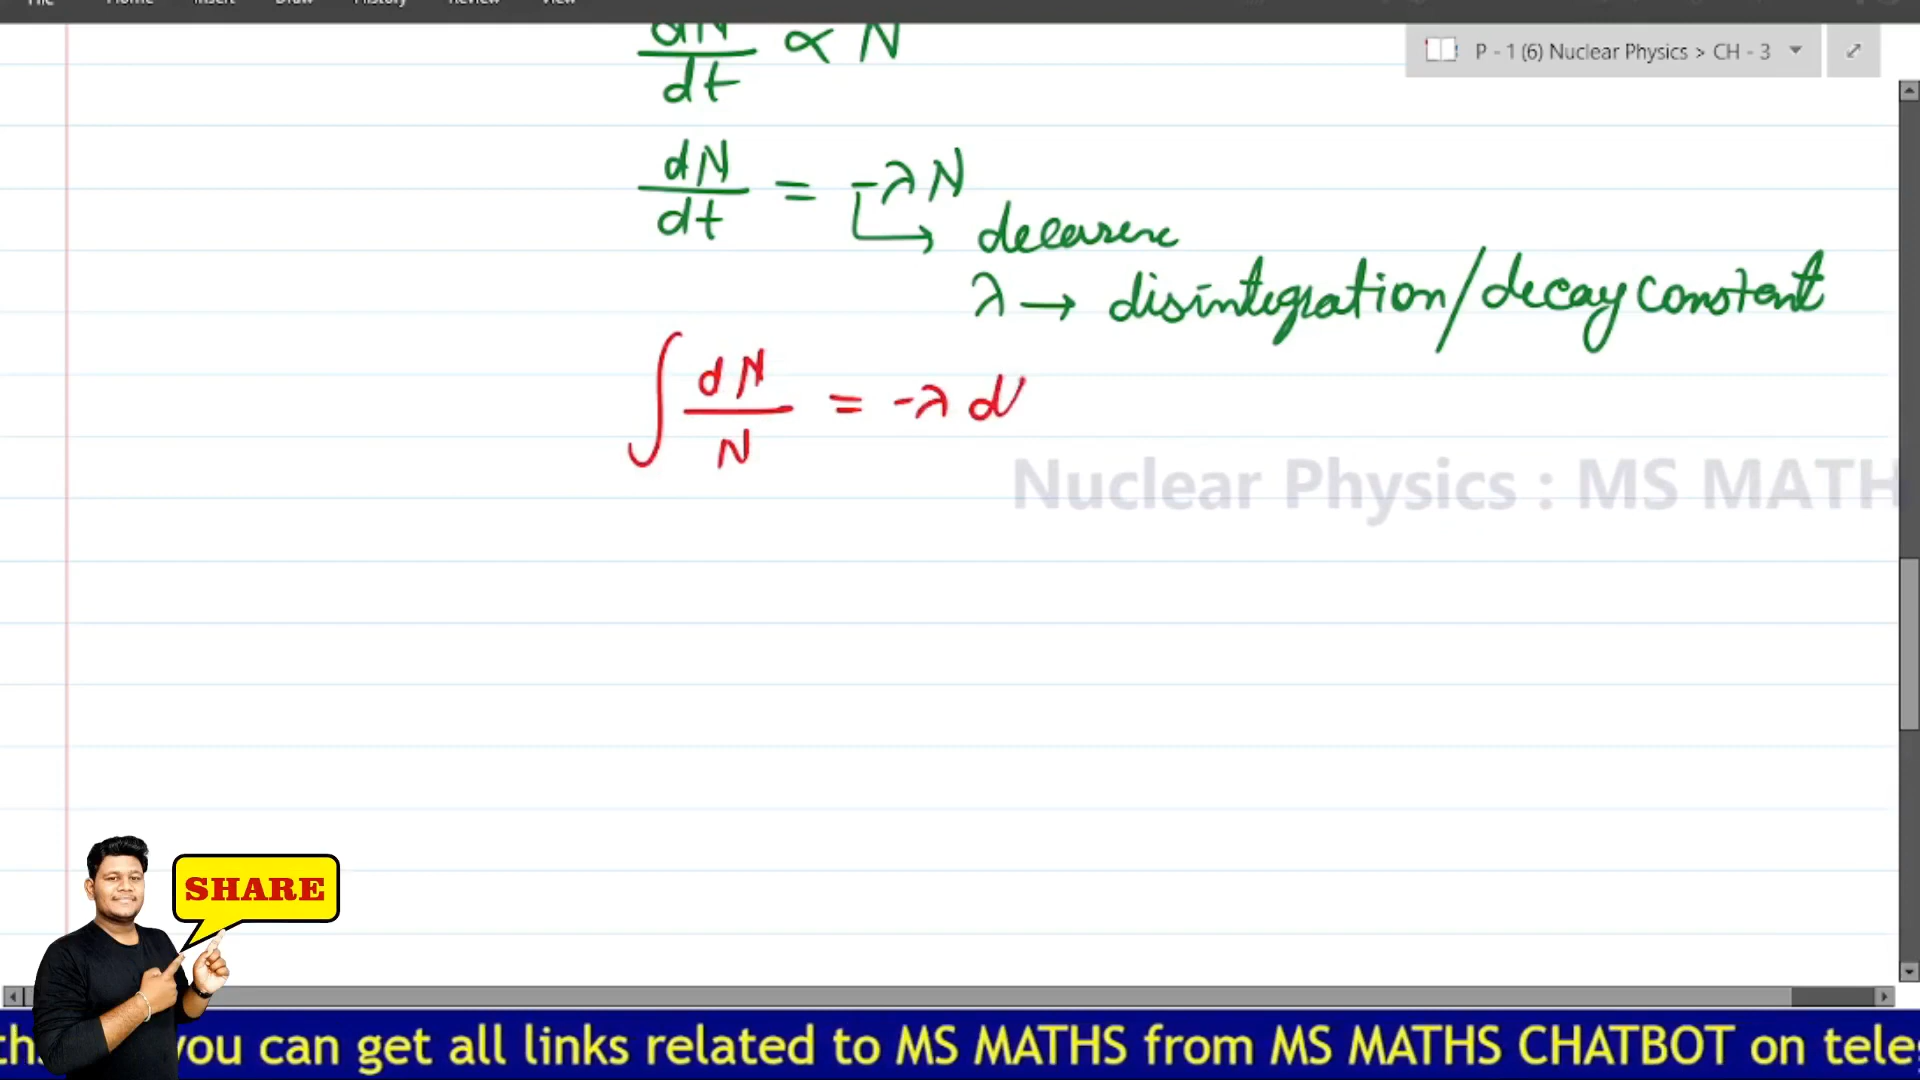 dN/dt ∝ N
P - 1 (6) Nuclear Physics > CH - 3
dN/dt = -λN
λ → disintegration/decay constant
∫ dN/N = -λ d
Nuclear Physics : MS MATH
SHARE
you can get all links related to MS MATHS from MS MATHS CHATBOT on tele